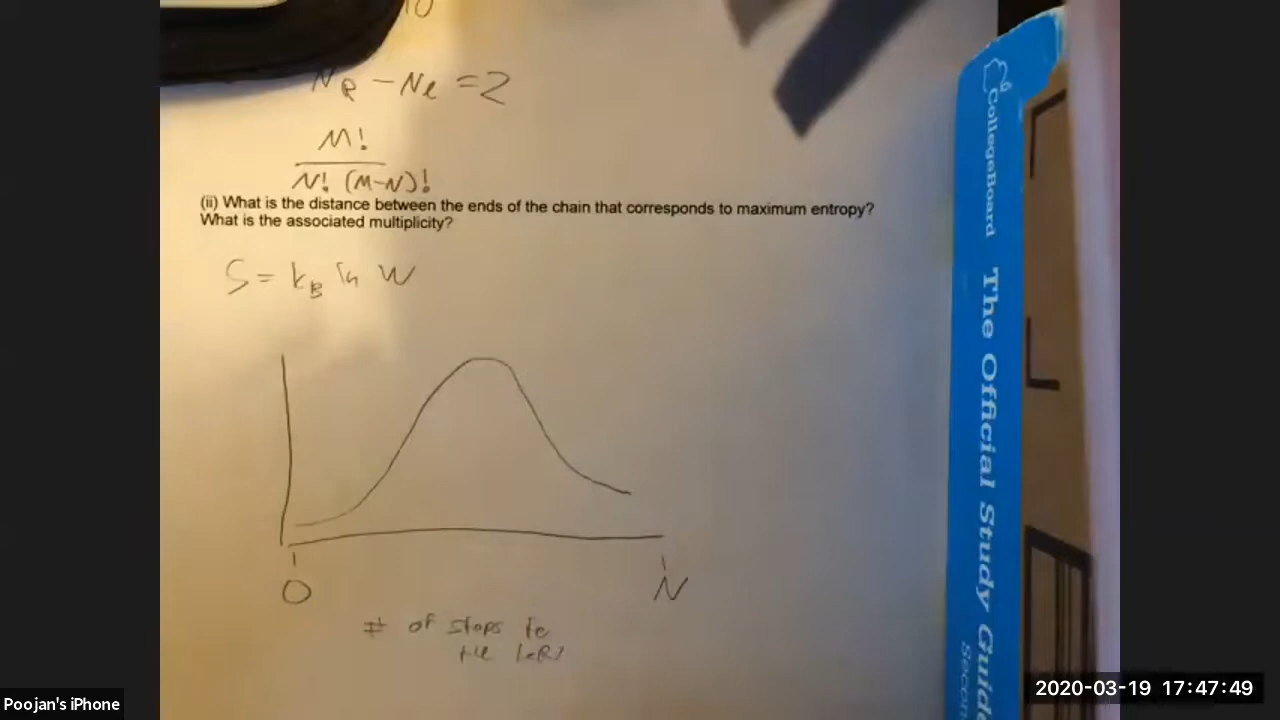 10
N_R - N_L = 2
M!
N! (M-N)!
(ii) What is the distance between the ends of the chain that corresponds to maximum entropy?
What is the associated multiplicity?
S = k_B ln W
O N
# of steps to
the left
CollegeBoard The Official Study Guide
Secon
Poojan's iPhone
2020-03-19 17:47:49